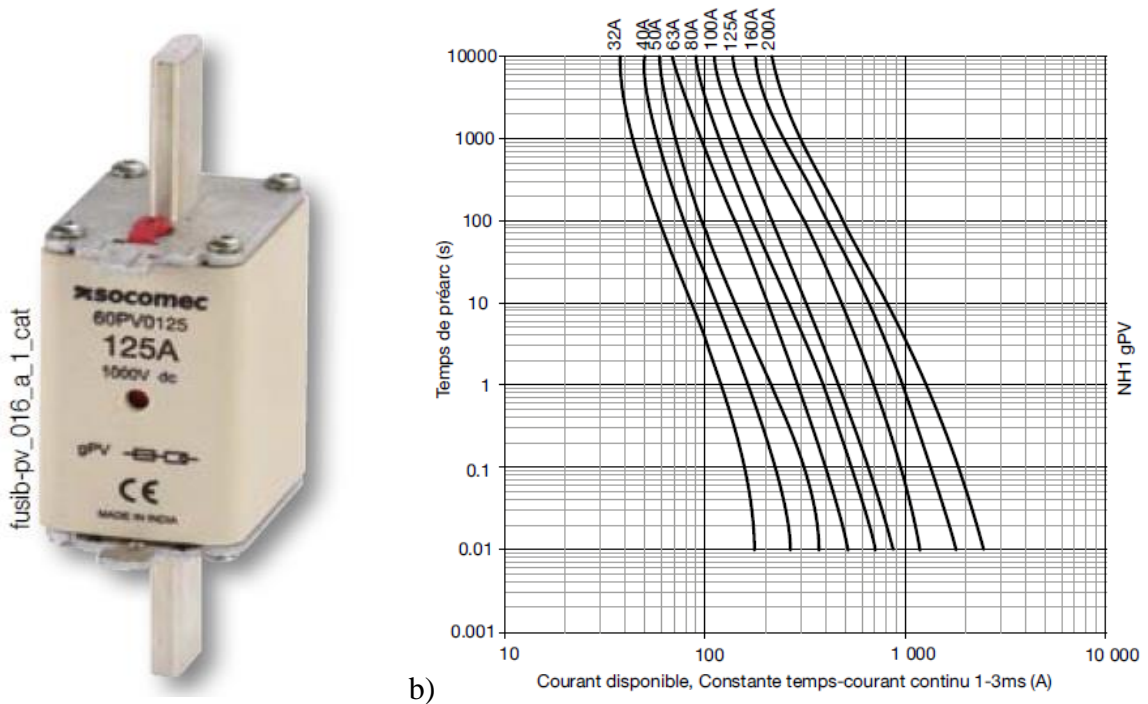 fusib-pv_016_a_1_cat
socomec
60PV0125
125A
1000V dc
gPV
CE
MADE IN INDIA
b)
32A
40A
50A
63A
80A
100A
125A
160A
200A
Temps de préarc (s)
10000
1000
100
10
1
0.1
0.01
0.001
10
100
1 000
10 000
Courant disponible, Constante temps-courant continu 1-3ms (A)
NH1 gPV